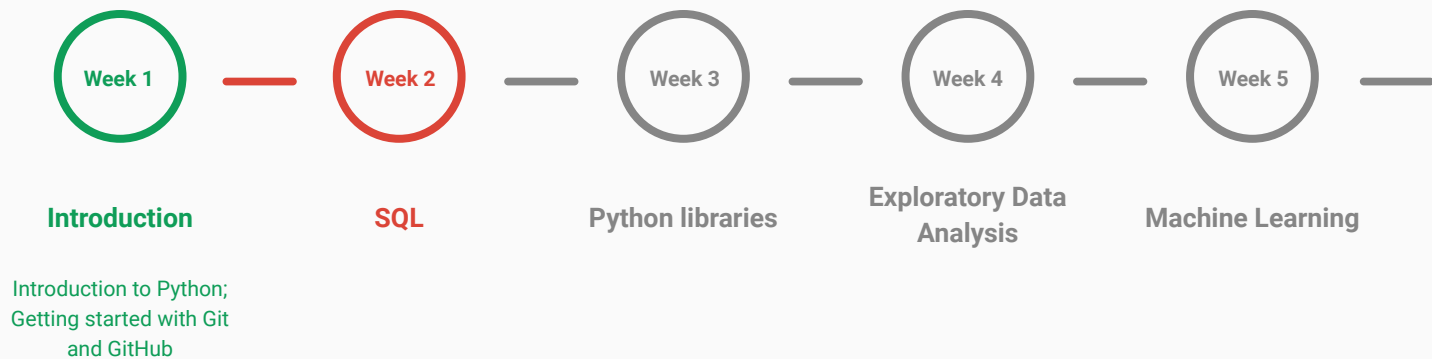 Week 1
Week 2
Week 3
Week 4
Week 5
Introduction
SQL
Python libraries
Exploratory Data
Analysis
Machine Learning
Introduction to Python;
Getting started with Git
and GitHub